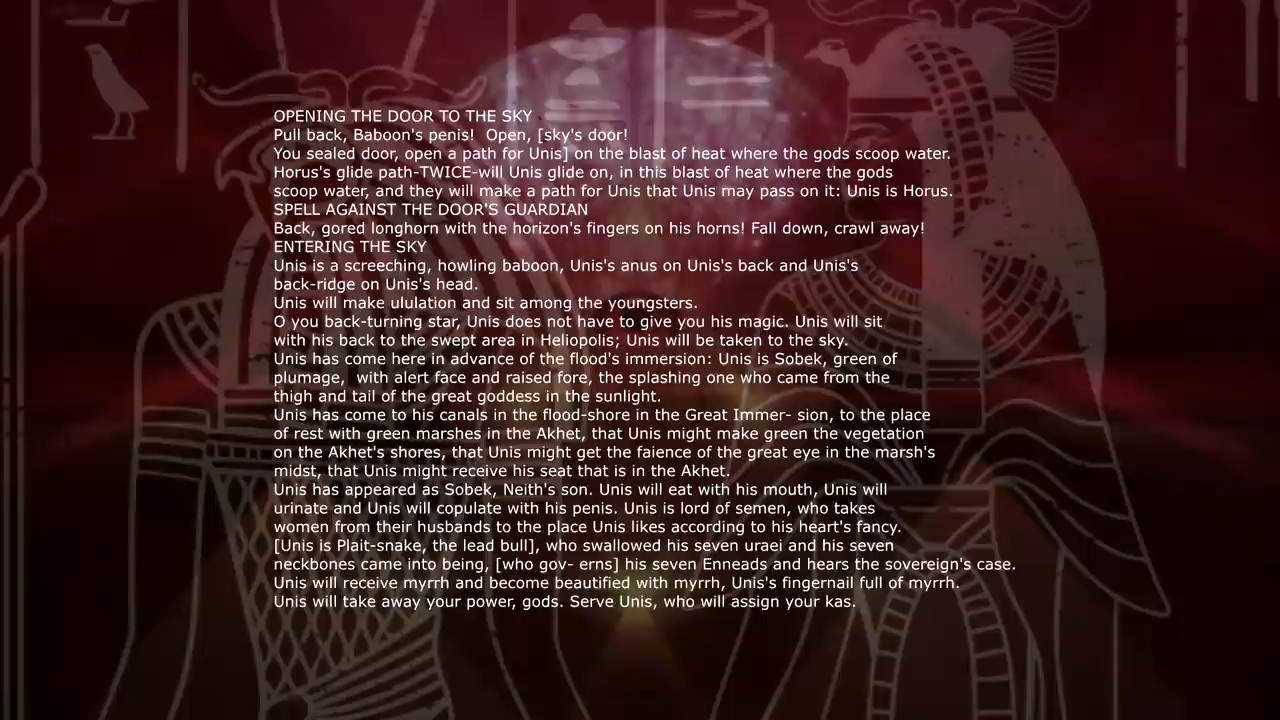 OPENING THE DOOR TO THE SKY
Pull back, Baboon's penis!  Open, [sky's door!
You sealed door, open a path for Unis] on the blast of heat where the gods scoop water.
Horus's glide path-TWICE-will Unis glide on, in this blast of heat where the gods
scoop water, and they will make a path for Unis that Unis may pass on it: Unis is Horus.
SPELL AGAINST THE DOOR'S GUARDIAN
Back, gored longhorn with the horizon's fingers on his horns! Fall down, crawl away!
ENTERING THE SKY
Unis is a screeching, howling baboon, Unis's anus on Unis's back and Unis's
back-ridge on Unis's head.
Unis will make ululation and sit among the youngsters.
O you back-turning star, Unis does not have to give you his magic. Unis will sit
with his back to the swept area in Heliopolis; Unis will be taken to the sky.
Unis has come here in advance of the flood's immersion: Unis is Sobek, green of
plumage,  with alert face and raised fore, the splashing one who came from the
thigh and tail of the great goddess in the sunlight.
Unis has come to his canals in the flood-shore in the Great Immer- sion, to the place
of rest with green marshes in the Akhet, that Unis might make green the vegetation
on the Akhet's shores, that Unis might get the faience of the great eye in the marsh's
midst, that Unis might receive his seat that is in the Akhet.
Unis has appeared as Sobek, Neith's son. Unis will eat with his mouth, Unis will
urinate and Unis will copulate with his penis. Unis is lord of semen, who takes
women from their husbands to the place Unis likes according to his heart's fancy.
[Unis is Plait-snake, the lead bull], who swallowed his seven uraei and his seven
neckbones came into being, [who gov- erns] his seven Enneads and hears the sovereign's case.
Unis will receive myrrh and become beautified with myrrh, Unis's fingernail full of myrrh.
Unis will take away your power, gods. Serve Unis, who will assign your kas.